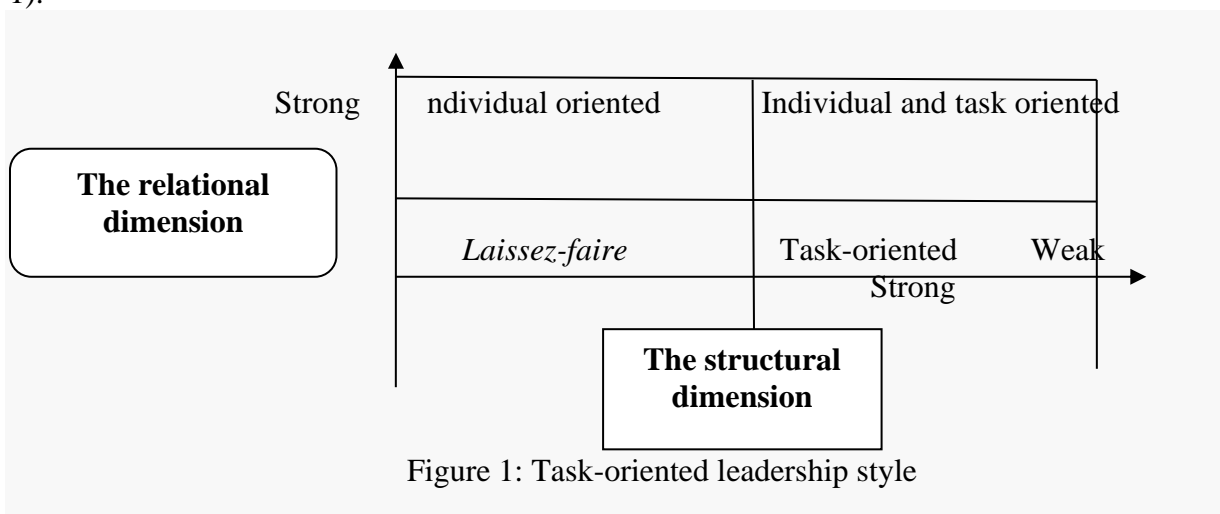 1).
Strong ndividual oriented Individual and task oriented
The relational
dimension
Laissez-faire Task-oriented Weak
Strong
The structural
dimension
Figure 1: Task-oriented leadership style